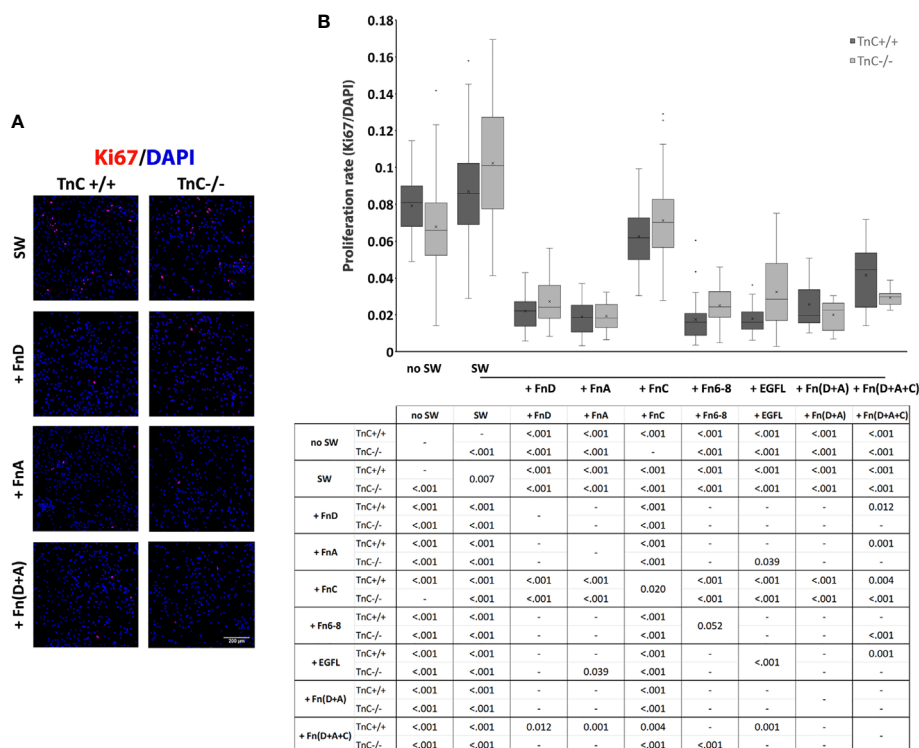 A
Ki67/DAPI
TnC +/+ TnC-/-
SW
+ FnD
+ FnA
+ Fn(D+A)
200 µm
B
Proliferation rate (Ki67/DAPI)
0.18
0.16
0.14
0.12
0.1
0.08
0.06
0.04
0.02
0
TnC+/+
TnC-/-
no SW SW
+ FnD + FnA + FnC + Fn6-8 + EGFL + Fn(D+A) + Fn(D+A+C)
no SW SW + FnD + FnA + FnC + Fn6-8 + EGFL + Fn(D+A) + Fn(D+A+C)
no SW TnC+/+ - - <.001 <.001 <.001 <.001 <.001 <.001 <.001
TnC-/- <.001 <.001 <.001 - <.001 <.001 <.001 <.001
SW TnC+/+ - 0.007 <.001 <.001 <.001 <.001 <.001 <.001 <.001
TnC-/- <.001 <.001 <.001 <.001 <.001 <.001 <.001 <.001
+ FnD TnC+/+ <.001 <.001 - - <.001 - - - 0.012
TnC-/- <.001 <.001 - <.001 - - - -
+ FnA TnC+/+ <.001 <.001 - - <.001 - - - 0.001
TnC-/- <.001 <.001 - <.001 - 0.039 - -
+ FnC TnC+/+ <.001 <.001 <.001 <.001 0.020 <.001 <.001 <.001 0.004
TnC-/- - <.001 <.001 <.001 <.001 <.001 <.001 <.001
+ Fn6-8 TnC+/+ <.001 <.001 - - <.001 0.052 - - -
TnC-/- <.001 <.001 - - <.001 - - <.001
+ EGFL TnC+/+ <.001 <.001 - - <.001 - <.001 - 0.001
TnC-/- <.001 <.001 - 0.039 <.001 - - -
+ Fn(D+A) TnC+/+ <.001 <.001 - - <.001 - - - -
TnC-/- <.001 <.001 - - <.001 - - -
+ Fn(D+A+C) TnC+/+ <.001 <.001 0.012 0.001 0.004 - 0.001 - -
TnC-/- <.001 <.001 - - <.001 <.001 - -